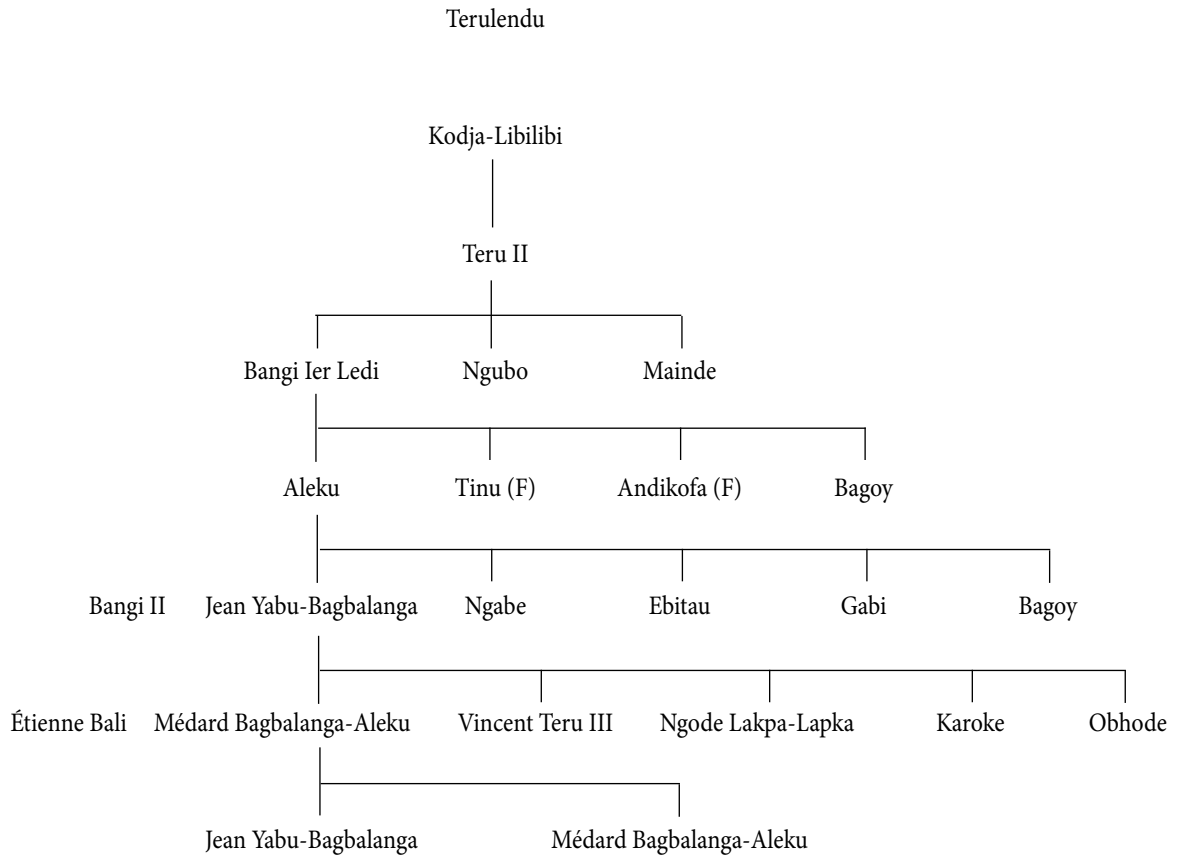 Terulendu
Kodja-Libilibi
Teru II
Bangi Ier Ledi Ngubo Mainde
Aleku Tinu (F) Andikofa (F) Bagoy
Bangi II Jean Yabu-Bagbalanga Ngabe Ebitau Gabi Bagoy
Étienne Bali Médard Bagbalanga-Aleku Vincent Teru III Ngode Lakpa-Lapka Karoke Obhode
Jean Yabu-Bagbalanga Médard Bagbalanga-Aleku